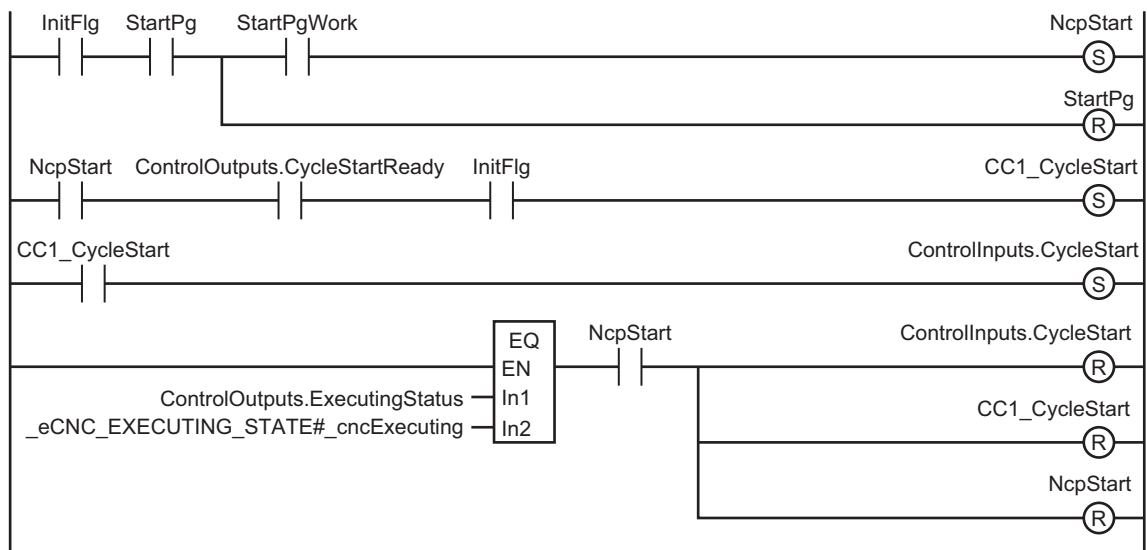 InitFlg StartPg StartPgWork NcpStart
S
StartPg
R
NcpStart ControlOutputs.CycleStartReady InitFlg CC1_CycleStart
S
CC1_CycleStart ControlInputs.CycleStart
S
EQ NcpStart ControlInputs.CycleStart
EN R
ControlOutputs.ExecutingStatus In1 CC1_CycleStart
_eCNC_EXECUTING_STATE#_cncExecuting In2 R
NcpStart
R